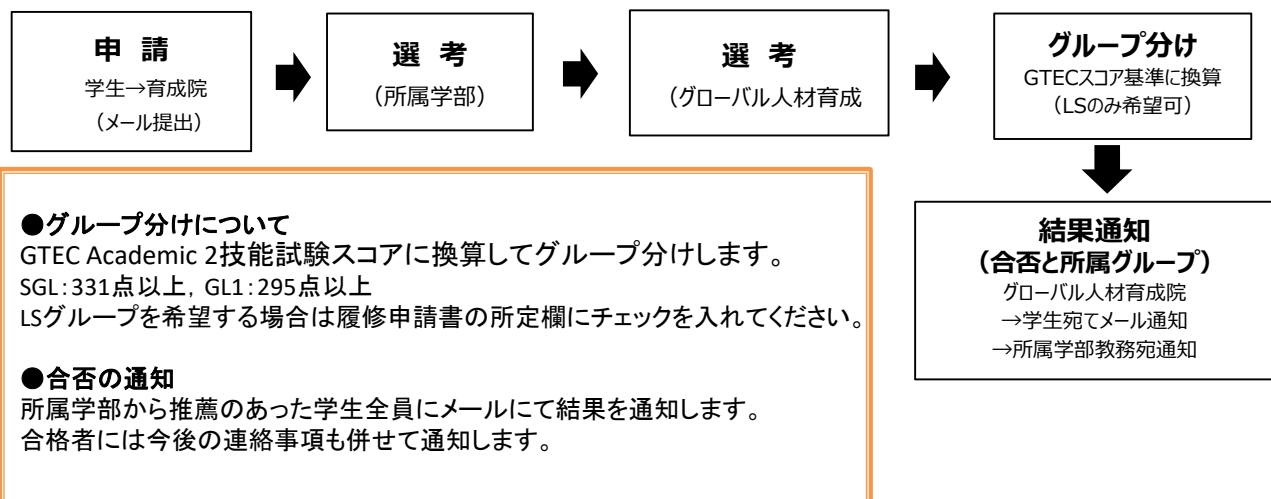 申 請
学生→育成院
（メール提出）
選 考
（所属学部）
選 考
（グローバル人材育成
グループ分け
GTECスコア基準に換算
（LSのみ希望可）
結果通知
（合否と所属グループ）
グローバル人材育成院
→学生宛てメール通知
→所属学部教務宛通知
●グループ分けについて
GTEC Academic 2技能試験スコアに換算してグループ分けします。
SGL：331点以上，GL1：295点以上
LSグループを希望する場合は履修申請書の所定欄にチェックを入れてください。
●合否の通知
所属学部から推薦のあった学生全員にメールにて結果を通知します。
合格者には今後の連絡事項も併せて通知します。